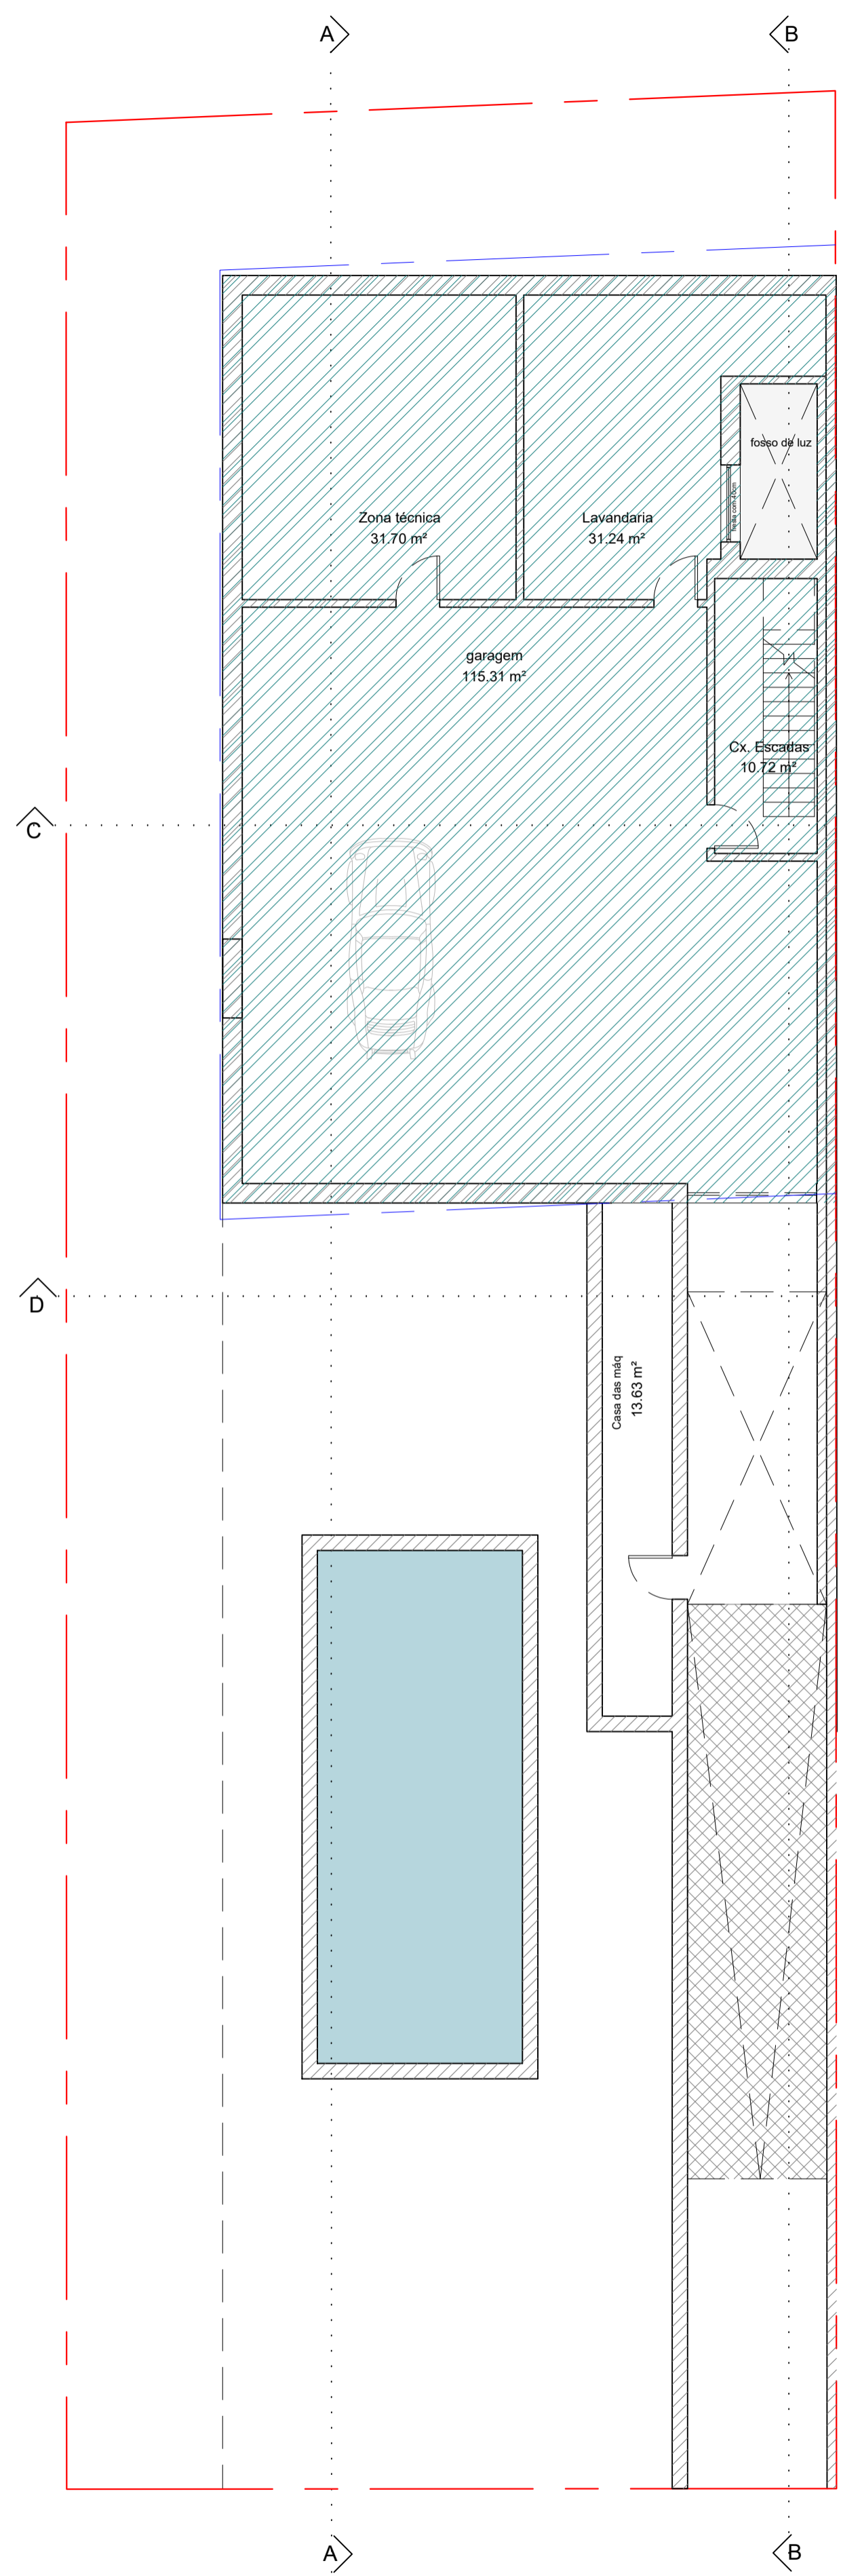 A
B
fosso de luz
Zona técnica
31.70 m²
Lavandaria
31.24 m²
garagem
115.31 m²
Cx. Escadas
10.72 m²
C
D
Casa das máq
13.63 m²
A
B